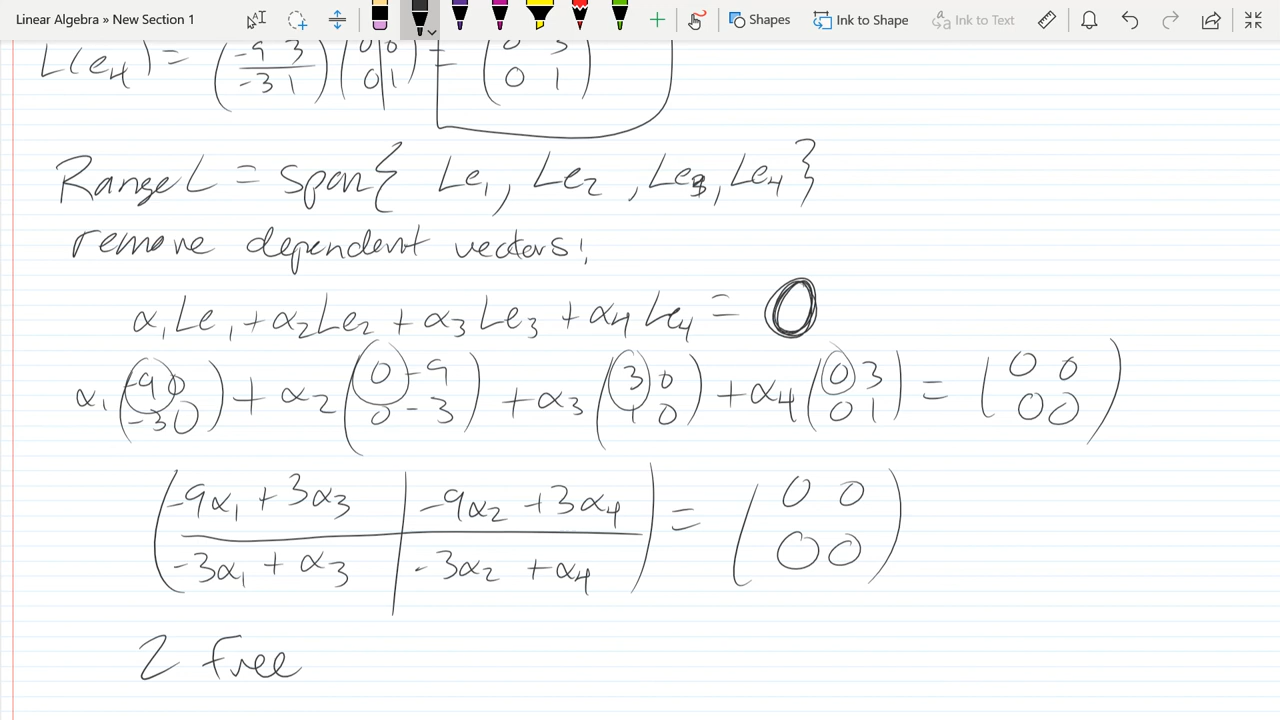 Linear Algebra » New Section 1 Shapes Ink to Shape Ink to Text
L(e₄) = (-9 3 / -3 1) (0 0 / 0 1) = (0 3 / 0 1)
Range L = span{ Le₁, Le₂, Le₃, Le₄}
remove dependent vectors:
α₁Le₁ + α₂Le₂ + α₃Le₃ + α₄Le₄ = 0
α₁(-9 0 / -3 0) + α₂(0 -9 / 0 -3) + α₃(3 0 / 1 0) + α₄(0 3 / 0 1) = (0 0 / 0 0)
(-9α₁ + 3α₃ | -9α₂ + 3α₄ / -3α₁ + α₃ | -3α₂ + α₄) = (0 0 / 0 0)
2 free